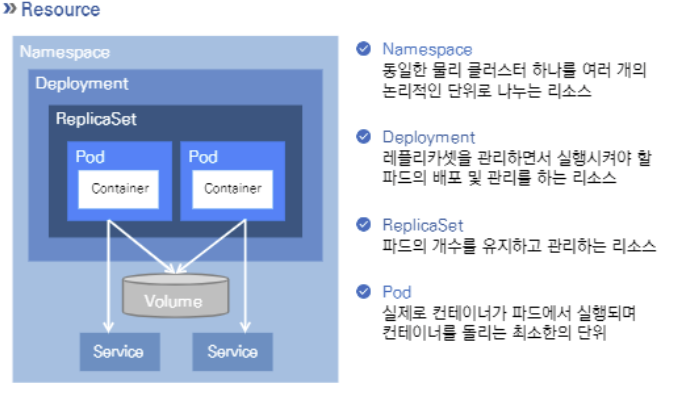 » Resource
Namespace
Deployment
ReplicaSet
Pod
Container
Pod
Container
Volume
Service
Service
Namespace
동일한 물리 클러스터 하나를 여러 개의
논리적인 단위로 나누는 리소스
Deployment
레플리카셋을 관리하면서 실행시켜야 할
파드의 배포 및 관리를 하는 리소스
ReplicaSet
파드의 개수를 유지하고 관리하는 리소스
Pod
실제로 컨테이너가 파드에서 실행되며
컨테이너를 돌리는 최소한의 단위